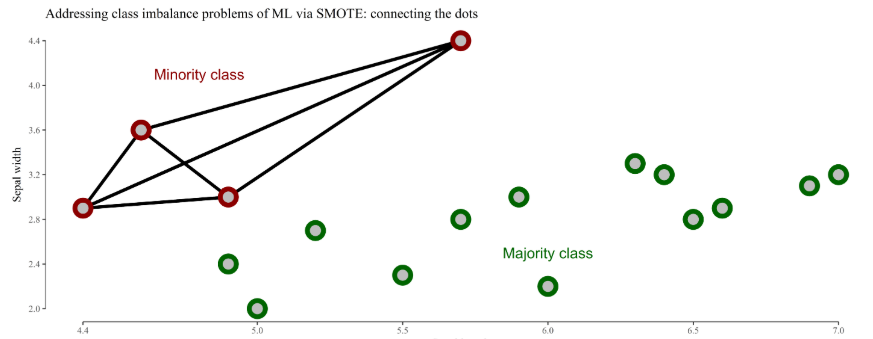 Addressing class imbalance problems of ML via SMOTE: connecting the dots
4.4
Minority class
4.0
3.6
Sepal width
3.2
2.8
Majority class
2.4
2.0
4.4 5.0 5.5 6.0 6.5 7.0